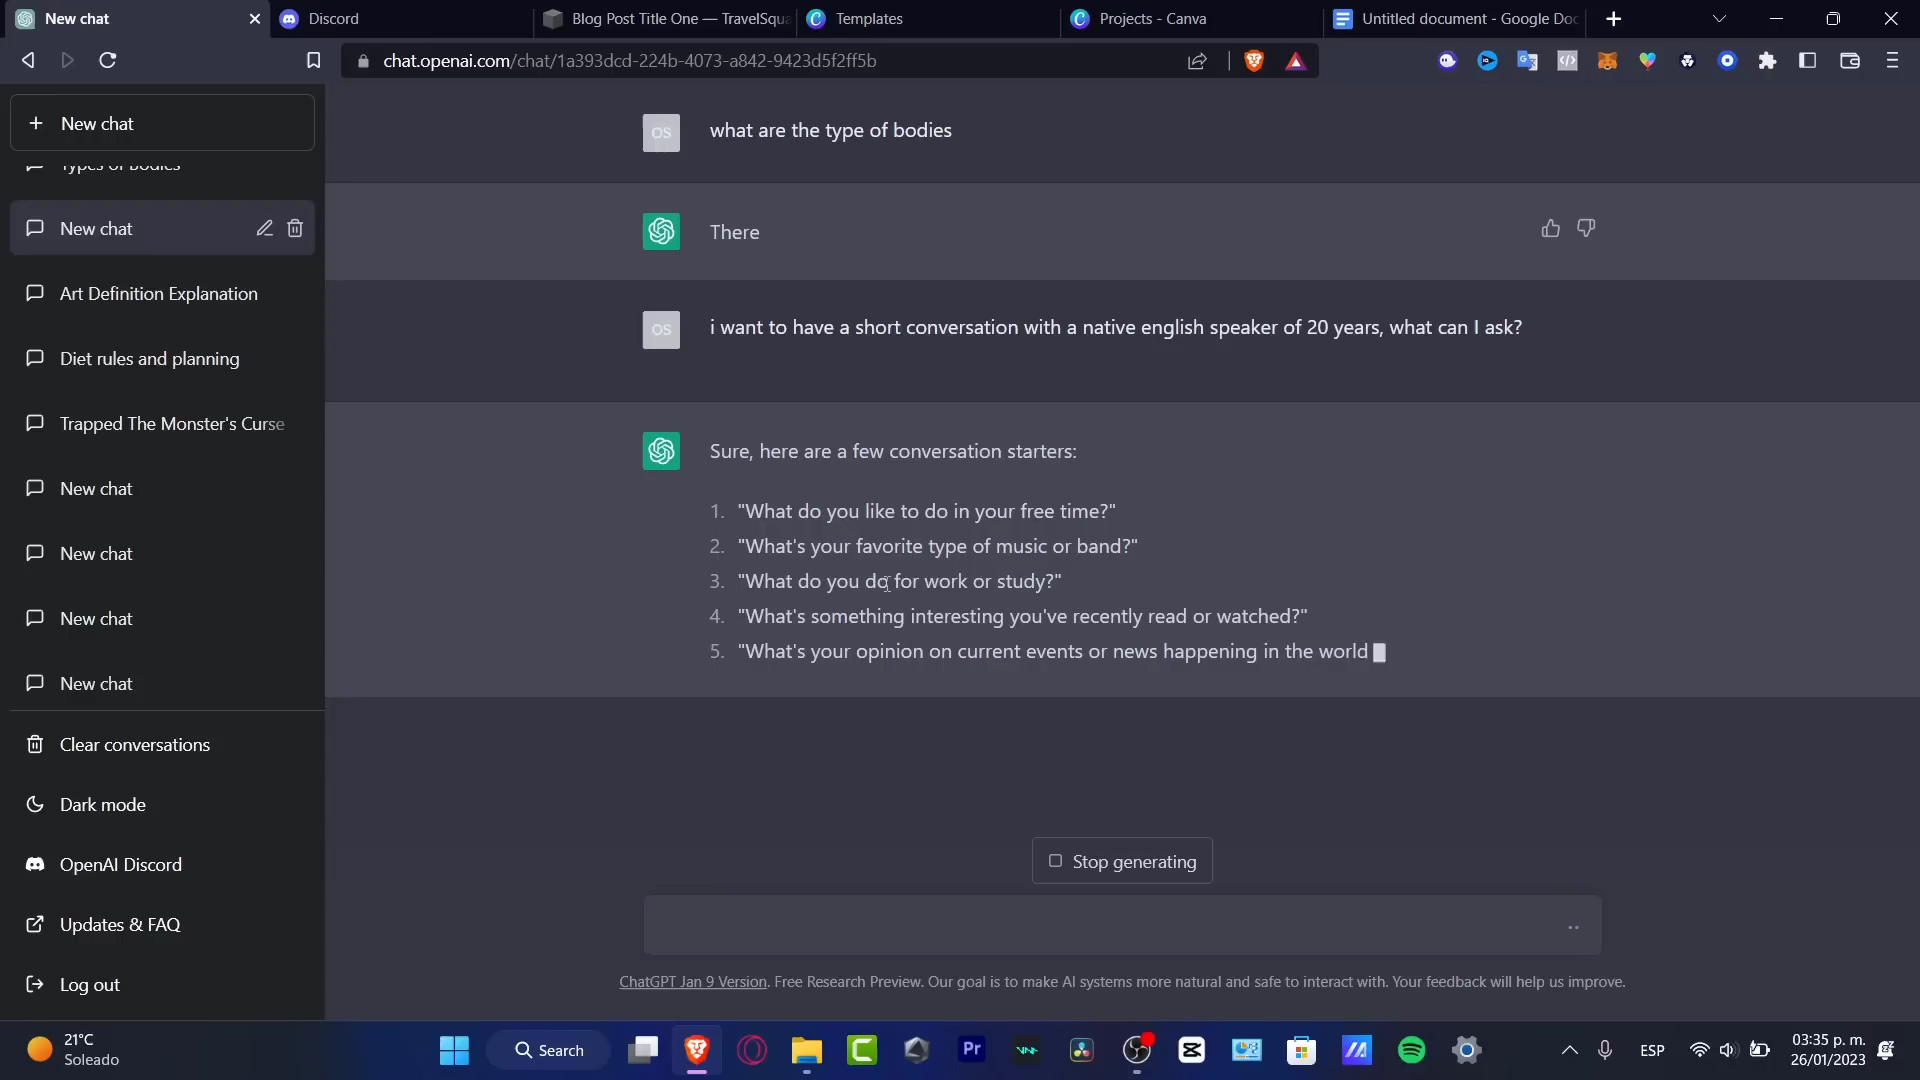 New chat
Discord
Blog Post Title One — TravelSqua
Templates
Projects - Canva
Untitled document - Google Doc
chat.openai.com/chat/1a393dcd-224b-4073-a842-9423d5f2ff5b
New chat
Types of Bodies
New chat
Art Definition Explanation
Diet rules and planning
Trapped The Monster's Curse
New chat
New chat
New chat
New chat
Clear conversations
Dark mode
OpenAI Discord
Updates & FAQ
Log out
OS
what are the type of bodies
There
OS
i want to have a short conversation with a native english speaker of 20 years, what can I ask?
Sure, here are a few conversation starters:
1. "What do you like to do in your free time?"
2. "What's your favorite type of music or band?"
3. "What do you do for work or study?"
4. "What's something interesting you've recently read or watched?"
5. "What's your opinion on current events or news happening in the world
Stop generating
ChatGPT Jan 9 Version. Free Research Preview. Our goal is to make AI systems more natural and safe to interact with. Your feedback will help us improve.
21°C
Soleado
Search
Pr
ESP
03:35 p. m.
26/01/2023